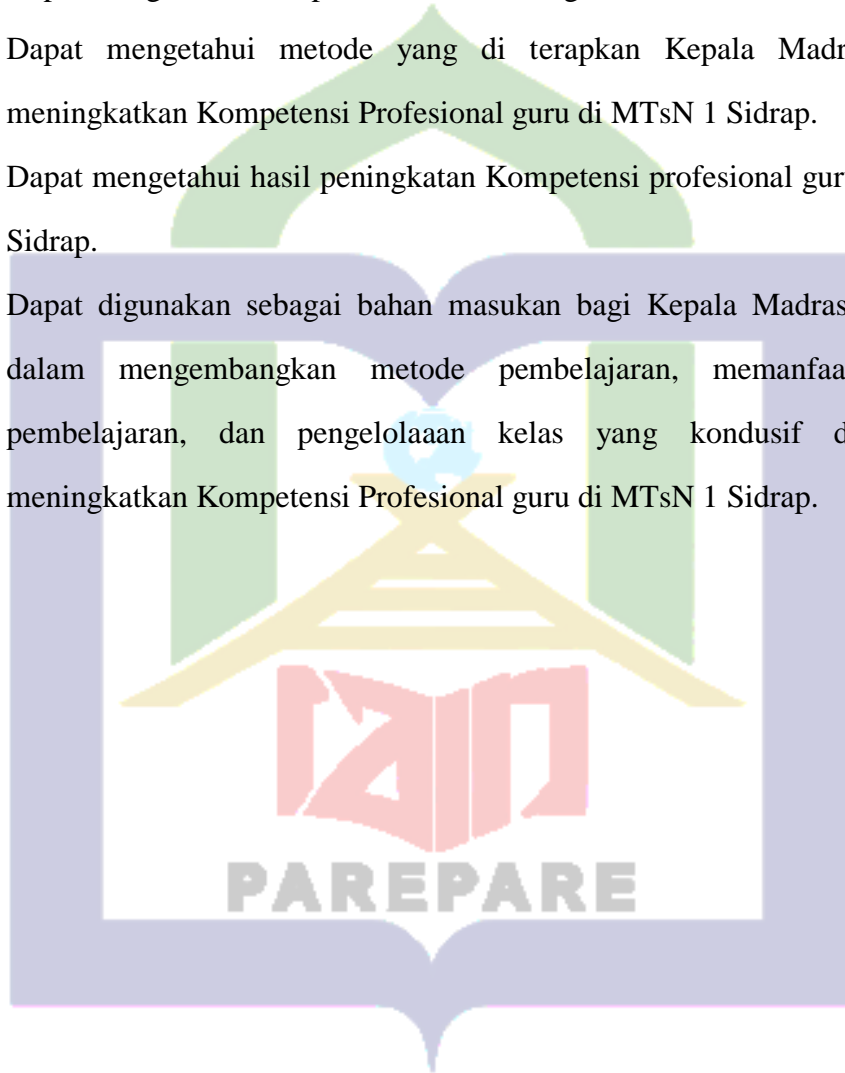 Dapat mengetahui metode yang di terapkan Kepala Madr
meningkatkan Kompetensi Profesional guru di MTsN 1 Sidrap.
Dapat mengetahui hasil peningkatan Kompetensi profesional guru
Sidrap.
Dapat digunakan sebagai bahan masukan bagi Kepala Madras
dalam mengembangkan metode pembelajaran, memanfaa
pembelajaran, dan pengelolaaan kelas yang kondusif d
meningkatkan Kompetensi Profesional guru di MTsN 1 Sidrap.
iain
PAREPARE